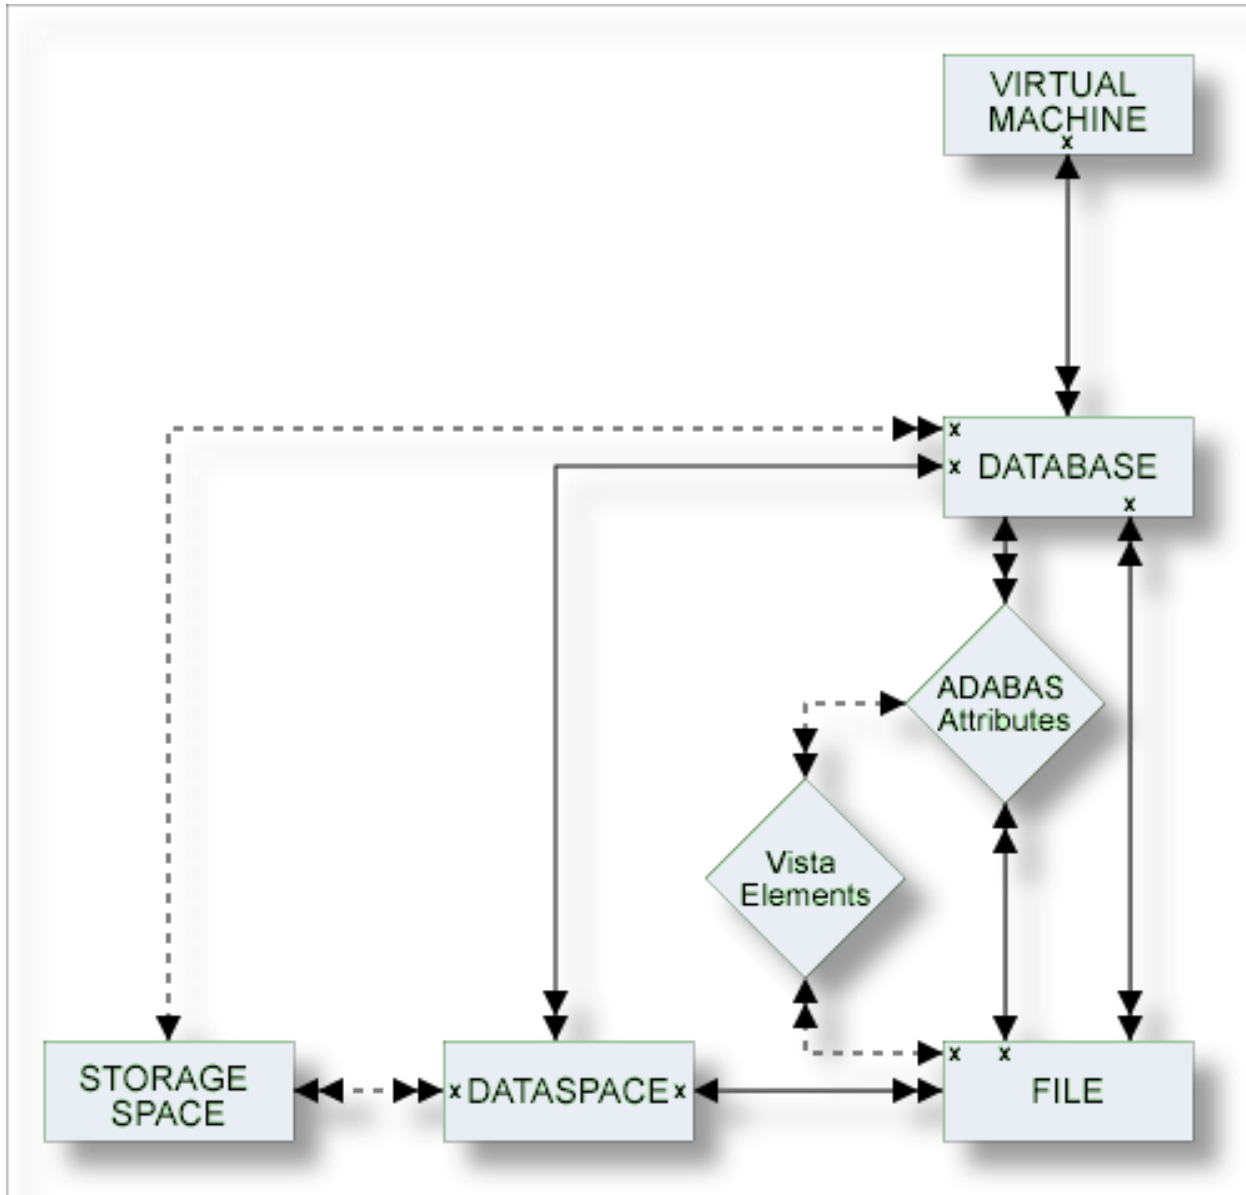 VIRTUAL
MACHINE
x
x
x DATABASE
x
ADABAS
Attributes
Vista
Elements
x x
STORAGE
SPACE
x DATASPACE x
FILE